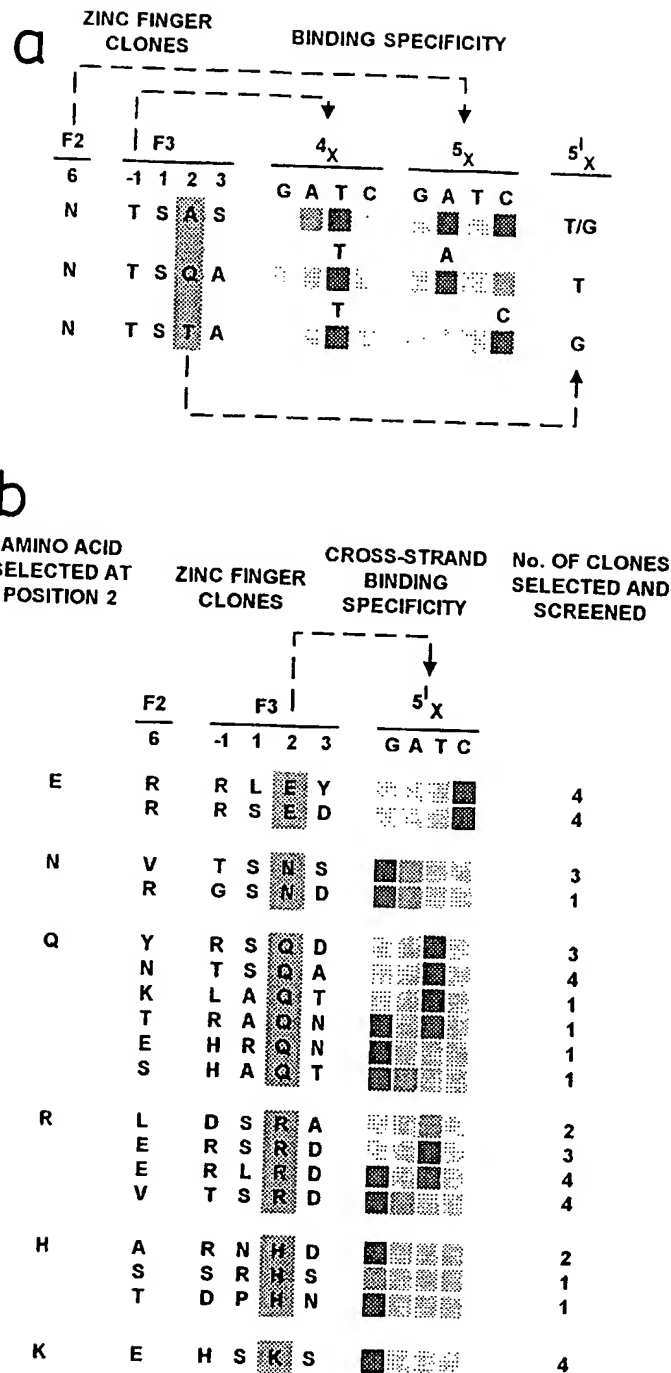 a
ZINC FINGER CLONES
BINDING SPECIFICITY
F2 F3 4X 5X 5'X
6 -1 1 2 3 G A T C G A T C
N T S A S T/G
T A
N T S Q A T
T C
N T S T A G
b
AMINO ACID SELECTED AT POSITION 2
ZINC FINGER CLONES
CROSS-STRAND BINDING SPECIFICITY
No. OF CLONES SELECTED AND SCREENED
F2 F3 5'X
6 -1 1 2 3 G A T C
E R R L E Y 4
R R S E D 4
N V T S N S 3
R G S N D 1
Q Y R S Q D 3
N T S Q A 4
K L A Q T 1
T R A Q N 1
E H R Q N 1
S H A Q T 1
R L D S R A 2
E R S R D 3
E R L R D 4
V T S R D 4
H A R N H D 2
S S R H S 1
T D P H N 1
K E H S K S 4